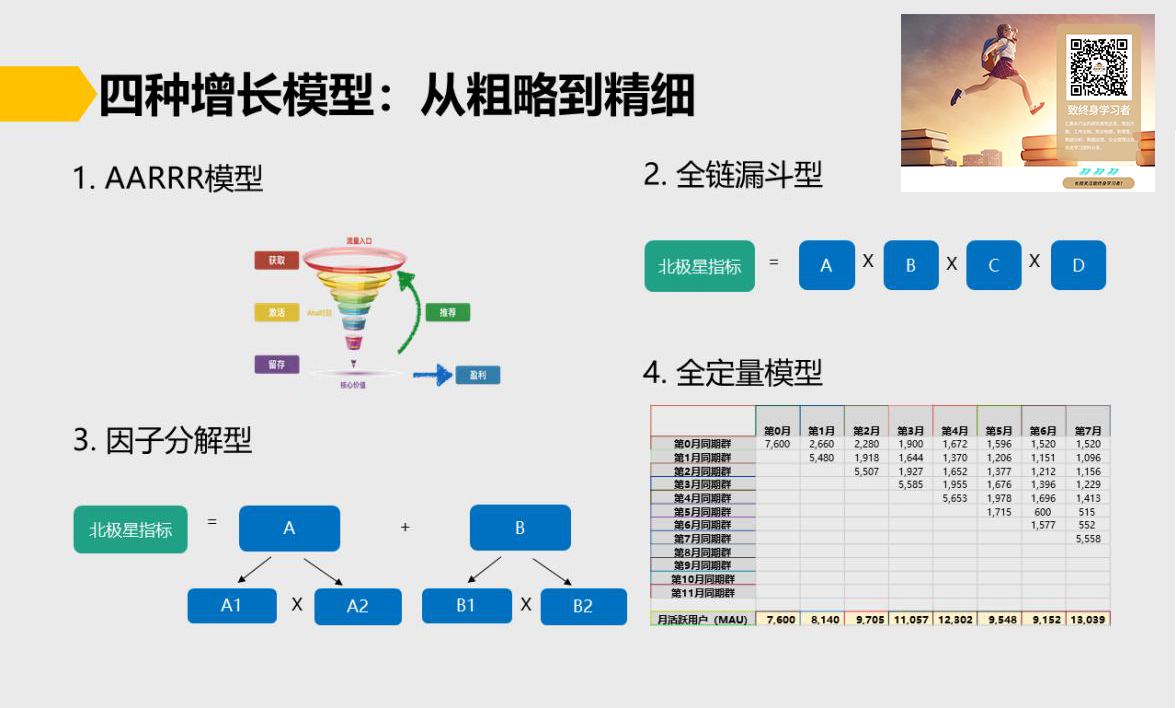 四种增长模型：从粗略到精细
致终身学习者
1. AARRR模型
流量入口
获取
激活
Aha时刻
推荐
留存
核心价值
盈利
2. 全链漏斗型
北极星指标 = A X B X C X D
3. 因子分解型
北极星指标 = A + B
A1 X A2 B1 X B2
4. 全定量模型
第0月 第1月 第2月 第3月 第4月 第5月 第6月 第7月
第0月同期群 7,600 2,660 2,280 1,900 1,672 1,596 1,520 1,520
第1月同期群 5,480 1,918 1,644 1,370 1,206 1,151 1,096
第2月同期群 5,507 1,927 1,652 1,377 1,212 1,156
第3月同期群 5,585 1,955 1,676 1,396 1,229
第4月同期群 5,653 1,978 1,696 1,413
第5月同期群 1,715 600 515
第6月同期群 1,577 552
第7月同期群 5,558
第8月同期群
第9月同期群
第10月同期群
第11月同期群
月活跃用户（MAU) 7,600 8,140 9,705 11,057 12,302 9,548 9,152 13,039